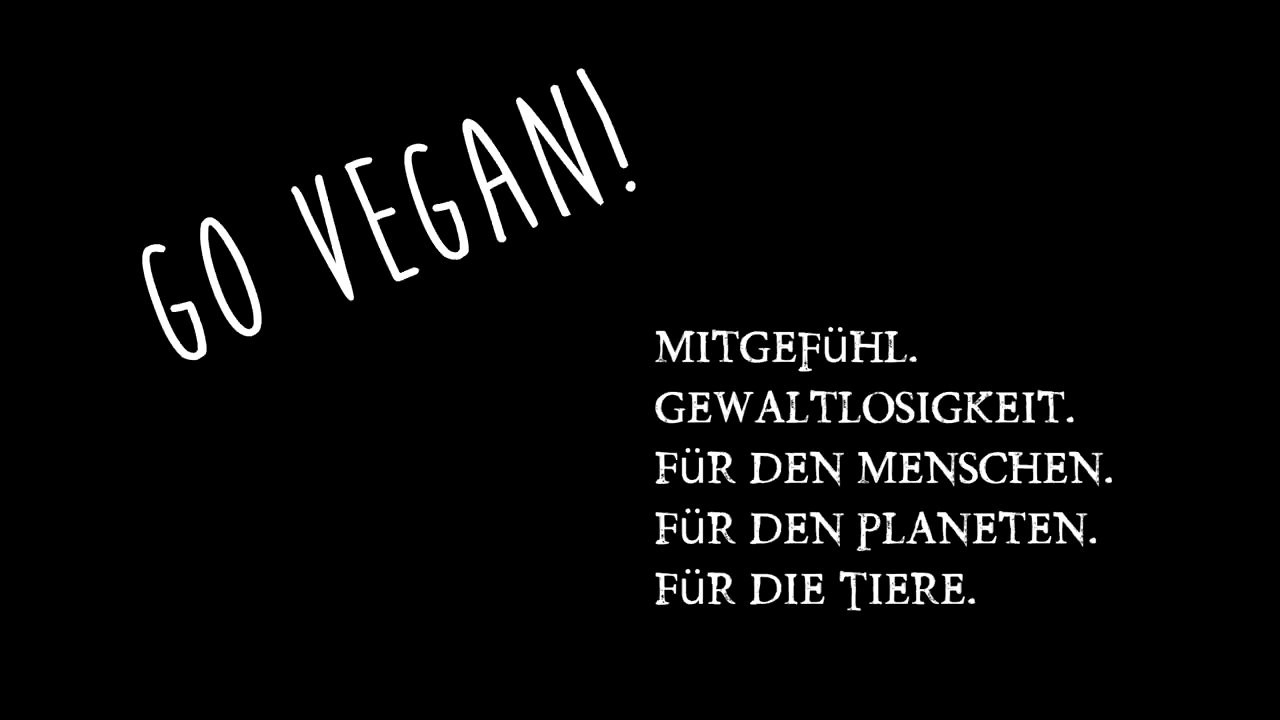 GO VEGAN!
MITGEFÜHL.
GEWALTLOSIGKEIT.
FÜR DEN MENSCHEN.
FÜR DEN PLANETEN.
FÜR DIE TIERE.